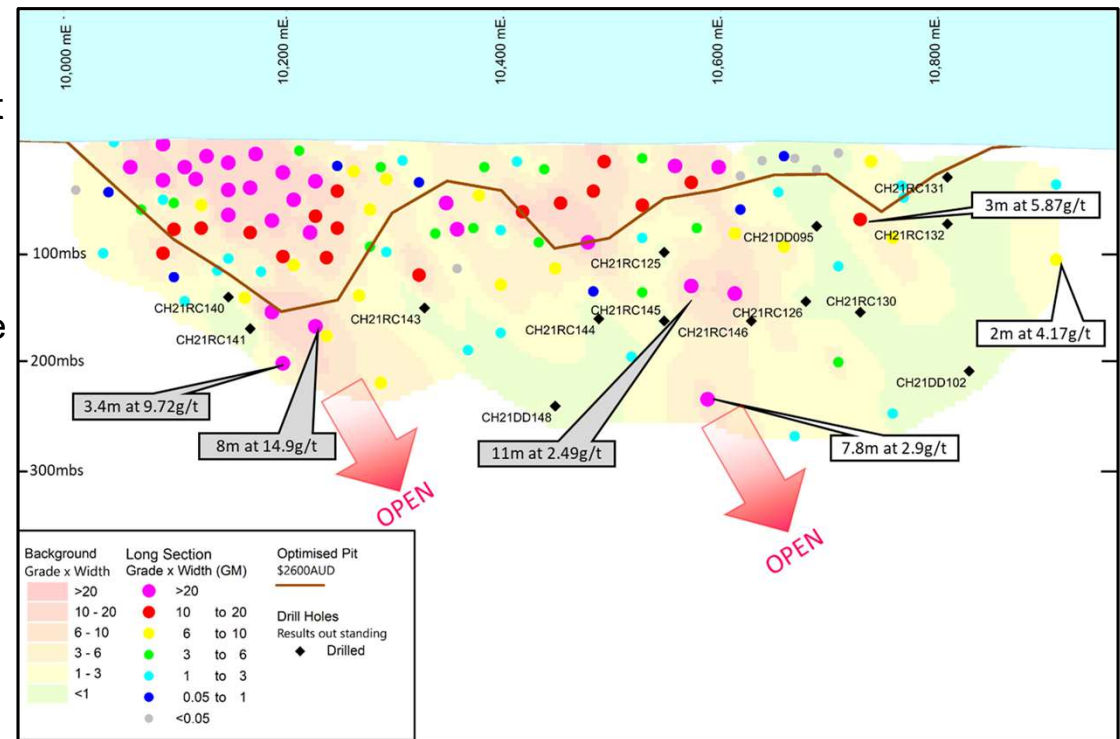 10,000 mE.
10,200 mE.
10,400 mE.
10,600 mE.
10,800 mE.
CH21RC131
3m at 5.87g/t
CH21DD095
CH21RC132
100mbs
CH21RC125
2m at 4.17g/t
CH21RC140
CH21RC143
CH21RC145
CH21RC126
CH21RC130
CH21RC141
CH21RC144
CH21RC146
200mbs
CH21DD102
3.4m at 9.72g/t
CH21DD148
8m at 14.9g/t
11m at 2.49g/t
7.8m at 2.9g/t
300mbs
OPEN
OPEN
Background
Grade x Width
>20
10 - 20
6 - 10
3 - 6
1 - 3
<1
Long Section
Grade x Width (GM)
>20
10 to 20
6 to 10
3 to 6
1 to 3
0.05 to 1
<0.05
Optimised Pit
$2600AUD
Drill Holes
Results out standing
Drilled